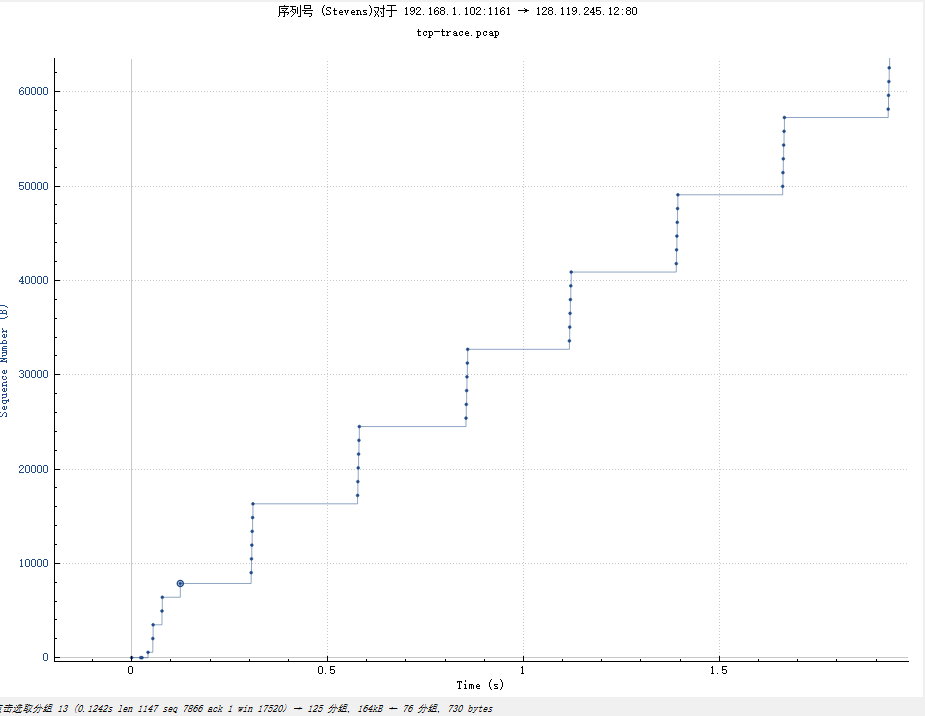 序列号 (Stevens)对于 192.168.1.102:1161 → 128.119.245.12:80
tcp-trace.pcap
Sequence Number (B)
60000
50000
40000
30000
20000
10000
0
0 0.5 1 1.5
Time (s)
击选取分组 13 (0.1242s len 1147 seq 7866 ack 1 win 17520) → 125 分组, 164kB ← 76 分组, 730 bytes